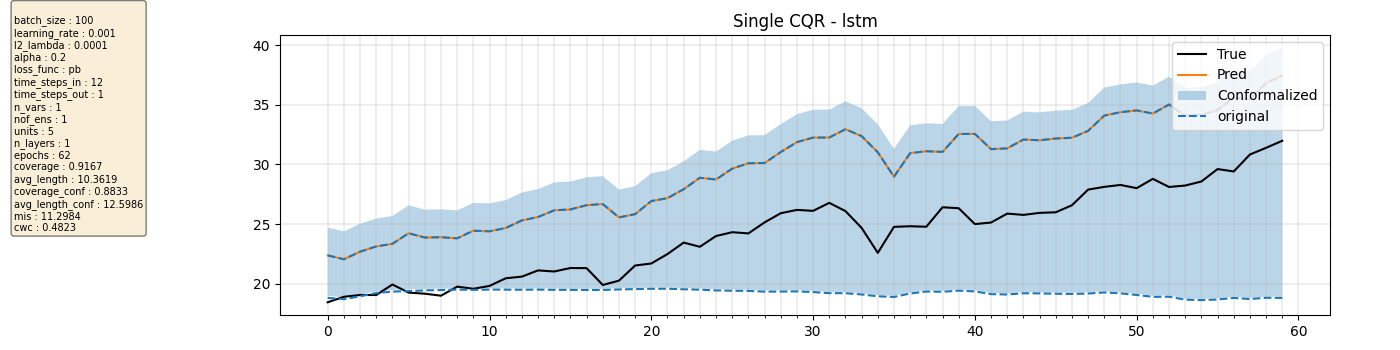 batch_size : 100
learning_rate : 0.001
l2_lambda : 0.0001
alpha : 0.2
loss_func : pb
time_steps_in : 12
time_steps_out : 1
n_vars : 1
nof_ens : 1
units : 5
n_layers : 1
epochs : 62
coverage : 0.9167
avg_length : 10.3619
coverage_conf : 0.8833
avg_length_conf : 12.5986
mis : 11.2984
cwc : 0.4823
Single CQR - lstm
40
35
30
25
20
0 10 20 30 40 50 60
True
Pred
Conformalized
original